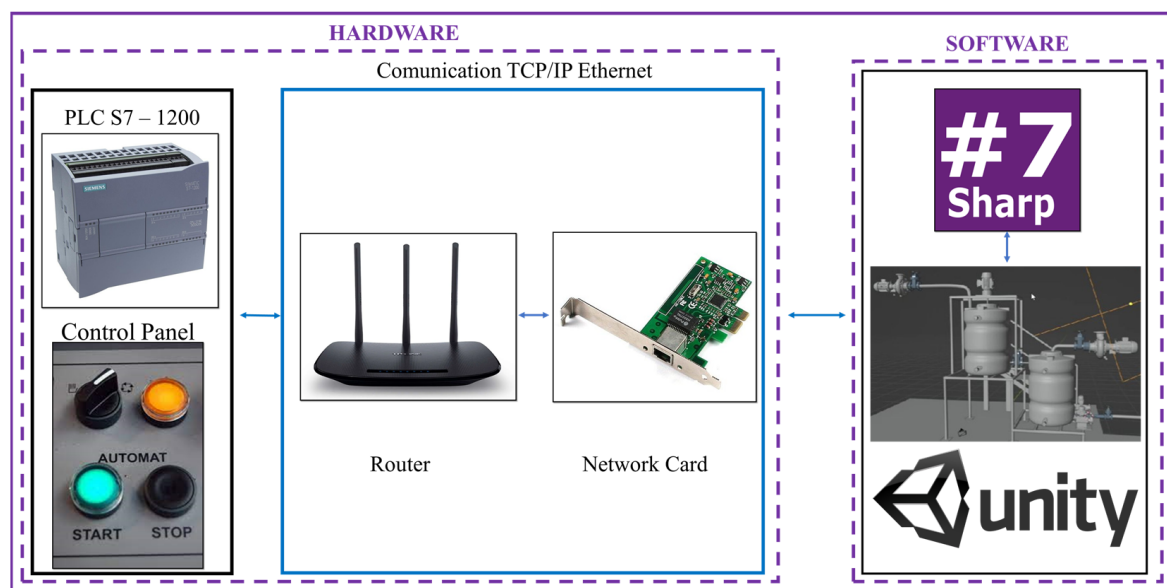 HARDWARE
SOFTWARE
Comunication TCP/IP Ethernet
PLC S7 – 1200
SIEMENS
Control Panel
AUTOMAT
START STOP
Router
Network Card
#7
Sharp
unity